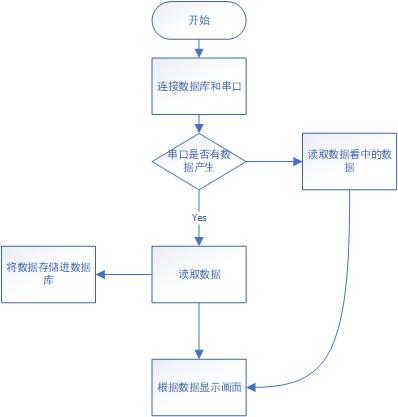 开始
连接数据库和串口
串口是否有数
据产生
读取数据看中的数
据
Yes
将数据存储进数据
库
读取数据
根据数据显示画面